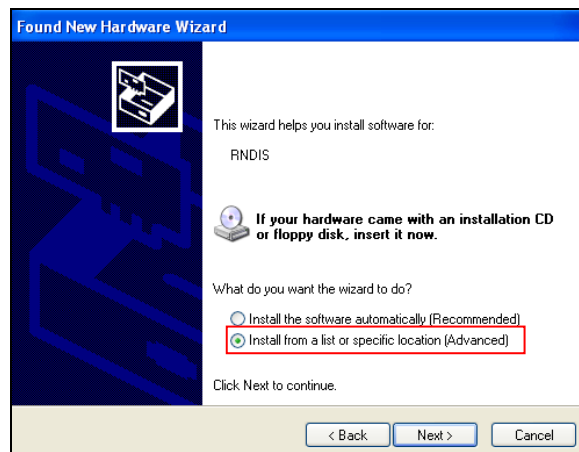 Found New Hardware Wizard
This wizard helps you install software for:
RNDIS
If your hardware came with an installation CD
or floppy disk, insert it now.
What do you want the wizard to do?
Install the software automatically (Recommended)
Install from a list or specific location (Advanced)
Click Next to continue.
< Back Next > Cancel